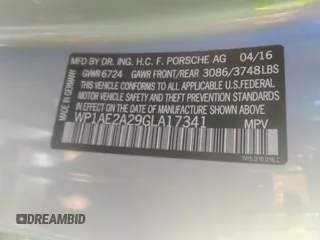 MFD BY DR. ING. H.C. F. PORSCHE AG 04/16
GVWR 6724 GAWR FRONT/REAR 3086/3748LBS
THIS VEHICLE CONFORMS TO ALL APPLICABLE U.S. FEDERAL
MOTOR VEHICLE SAFETY, BUMPER AND THEFT PREVENTION
STANDARDS IN EFFECT ON THE DATE OF MANUFACTURE
SHOWN ABOVE.
WP1AE2A29GLA17341 MPV
MADE IN GERMANY
DREAMBID